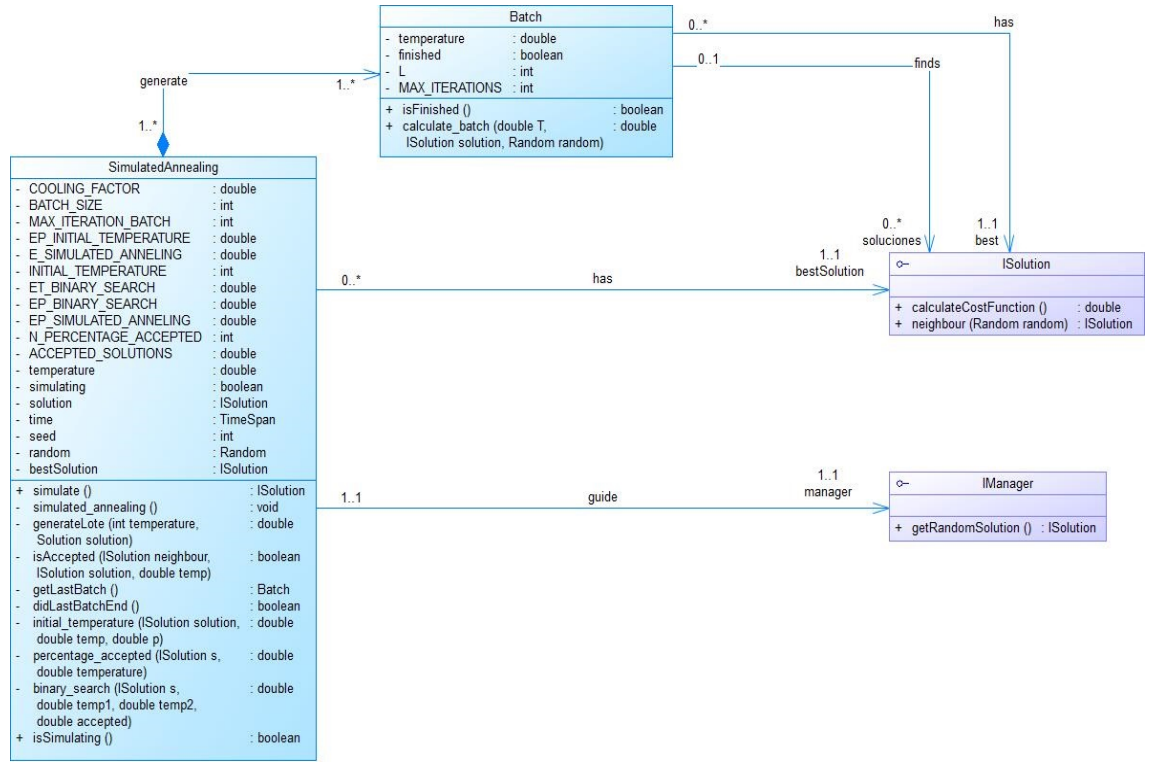 Batch
- temperature : double
- finished : boolean
- L : int
- MAX_ITERATIONS : int
+ isFinished () : boolean
+ calculate_batch (double T, : double
ISolution solution, Random random)
0..* has
0..1 finds
generate
1..*
1..*
SimulatedAnnealing
- COOLING_FACTOR : double
- BATCH_SIZE : int
- MAX_ITERATION_BATCH : int
- EP_INITIAL_TEMPERATURE : double
- E_SIMULATED_ANNELING : double
- INITIAL_TEMPERATURE : int
- ET_BINARY_SEARCH : double
- EP_BINARY_SEARCH : double
- EP_SIMULATED_ANNELING : double
- N_PERCENTAGE_ACCEPTED : int
- ACCEPTED_SOLUTIONS : double
- temperature : double
- simulating : boolean
- solution : ISolution
- time : TimeSpan
- seed : int
- random : Random
- bestSolution : ISolution
+ simulate () : ISolution
- simulated_annealing () : void
- generateLote (int temperature, : double
Solution solution)
- isAccepted (ISolution neighbour, : boolean
ISolution solution, double temp)
- getLastBatch () : Batch
- didLastBatchEnd () : boolean
- initial_temperature (ISolution solution, : double
double temp, double p)
- percentage_accepted (ISolution s, : double
double temperature)
- binary_search (ISolution s, : double
double temp1, double temp2,
double accepted)
+ isSimulating () : boolean
0..* 1..1
soluciones best
0..* has 1..1
bestSolution
ISolution
+ calculateCostFunction () : double
+ neighbour (Random random) : ISolution
1..1 guide 1..1
manager
IManager
+ getRandomSolution () : ISolution